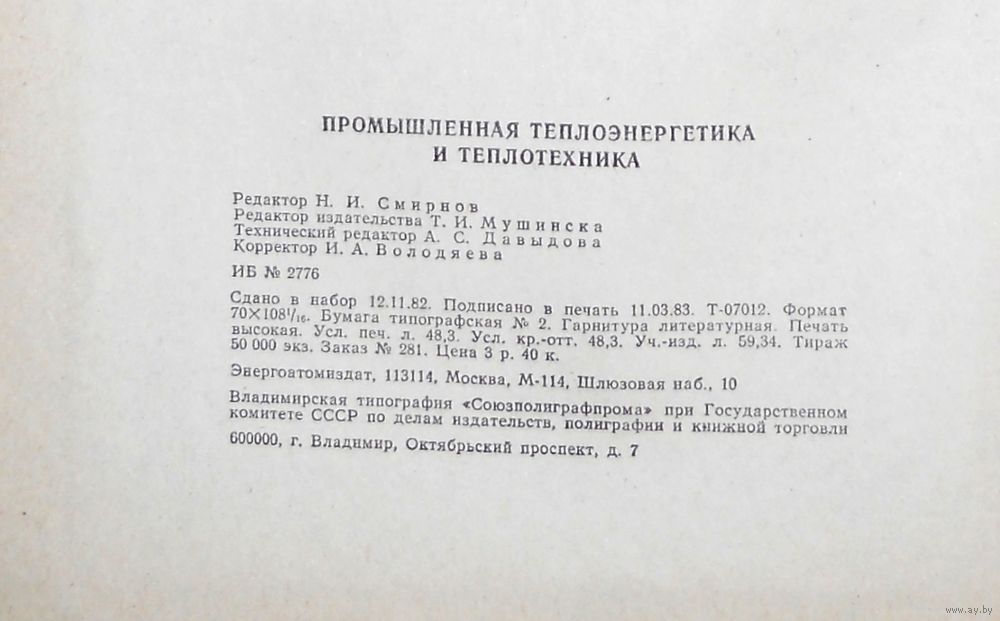 ПРОМЫШЛЕННАЯ ТЕПЛОЭНЕРГЕТИКА
И ТЕПЛОТЕХНИКА
Редактор Н. И. Смирнов
Редактор издательства Т. И. Мушинска
Технический редактор А. С. Давыдова
Корректор И. А. Володяева
ИБ № 2776
Сдано в набор 12.11.82. Подписано в печать 11.03.83. Т-07012. Формат
70×108¹/₁₆. Бумага типографская № 2. Гарнитура литературная. Печать
высокая. Усл. печ. л. 48,3. Усл. кр.-отт. 48,3. Уч.-изд. л. 59,34. Тираж
50 000 экз. Заказ № 281. Цена 3 р. 40 к.
Энергоатомиздат, 113114, Москва, М-114, Шлюзовая наб., 10
Владимирская типография «Союзполиграфпрома» при Государственном
комитете СССР по делам издательств, полиграфии и книжной торговли
600000, г. Владимир, Октябрьский проспект, д. 7
www.ay.by